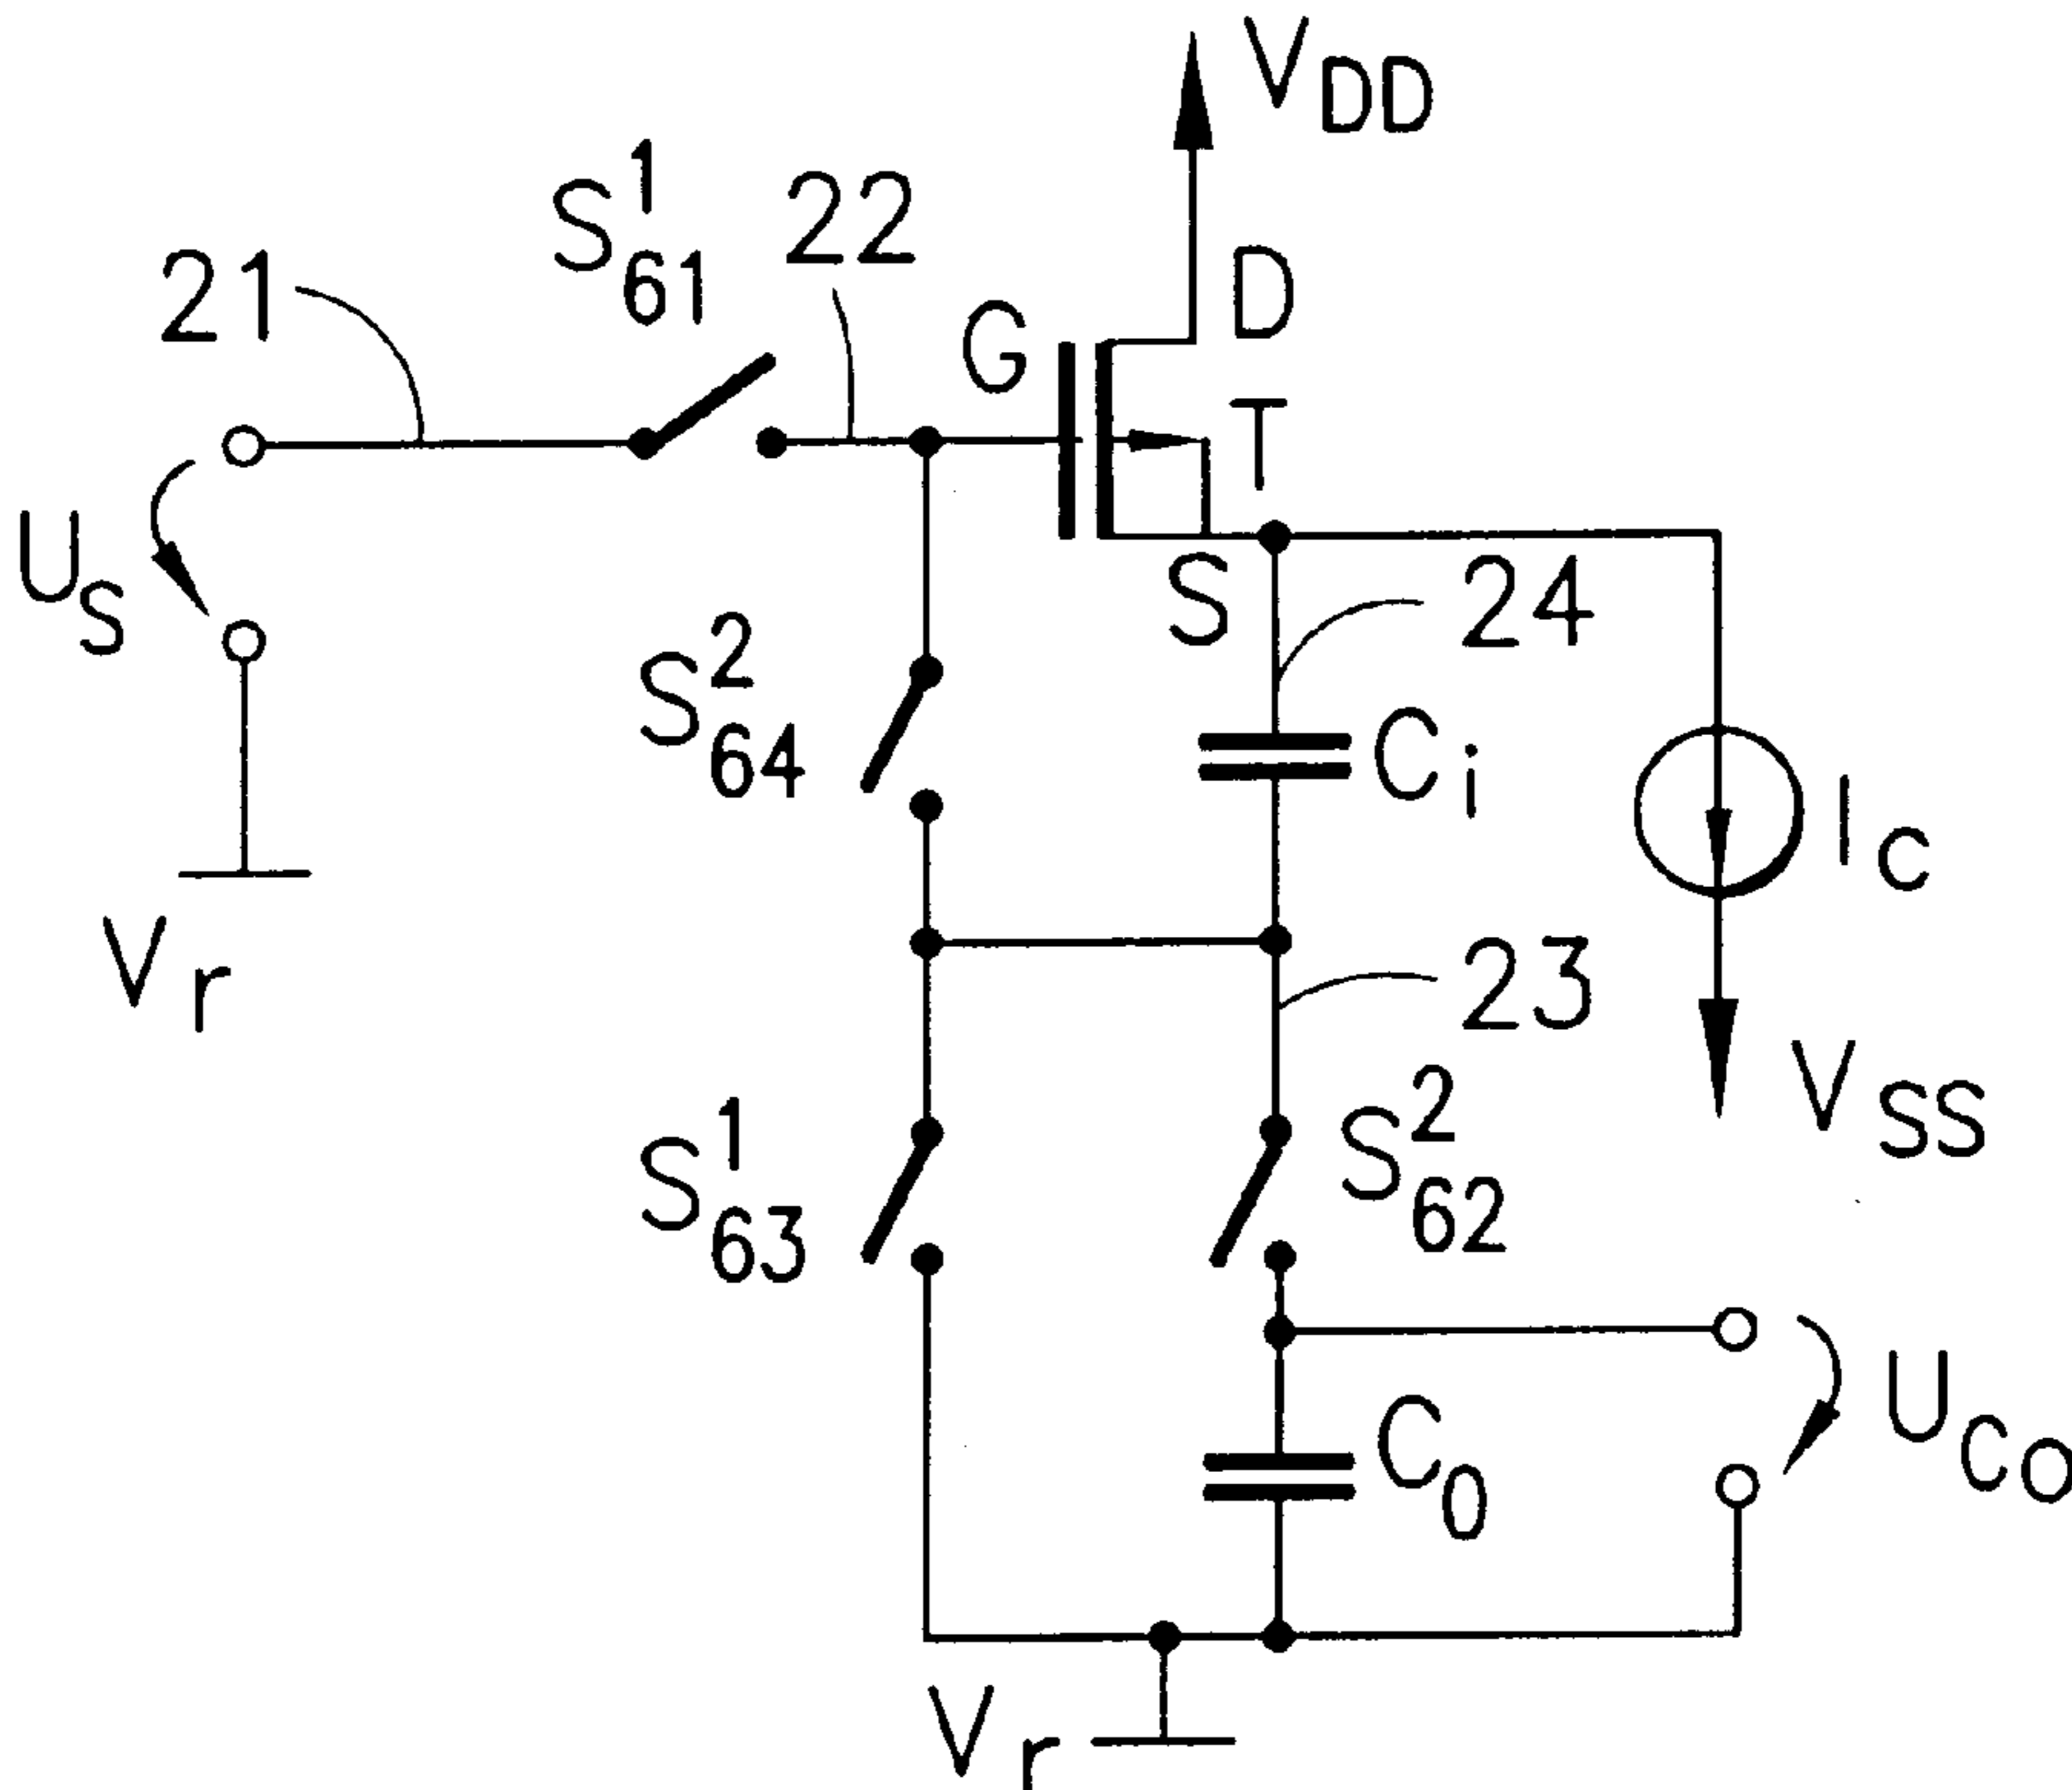 V_DD
S^1_61
22
21
D
G
T
U_S
S
24
S^2_64
C_i
I_C
V_r
23
V_SS
S^1_63
S^2_62
U_CO
C_0
V_r